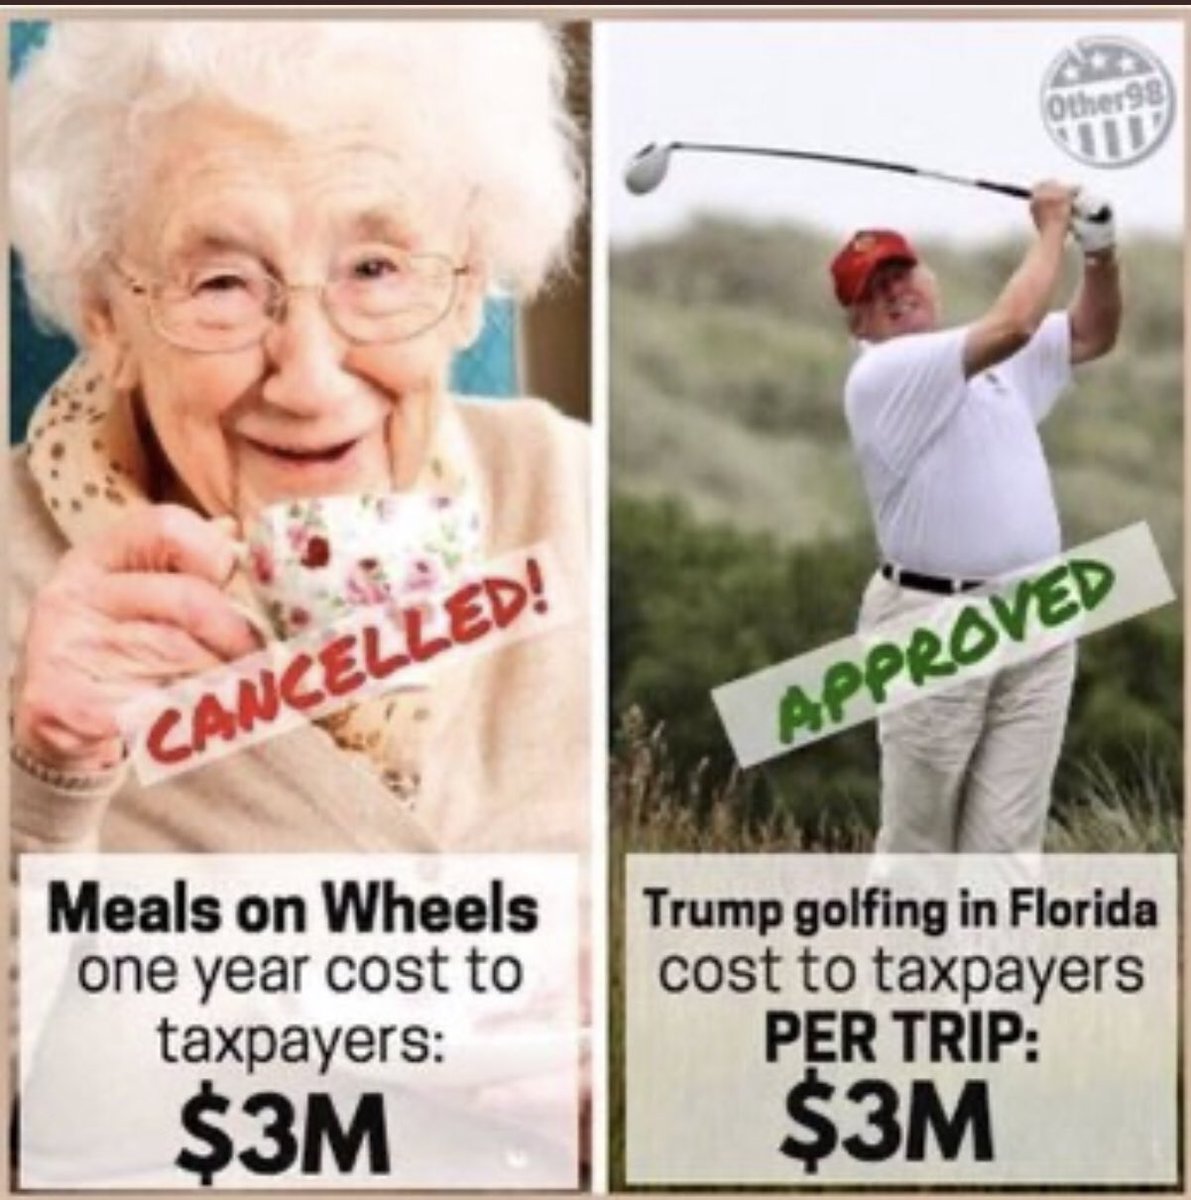 CANCELLED!
Meals on Wheels
one year cost to
taxpayers:
$3M
Other98
APPROVED
Trump golfing in Florida
cost to taxpayers
PER TRIP:
$3M